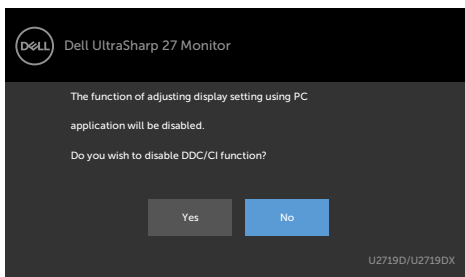 DELL
Dell UltraSharp 27 Monitor
The function of adjusting display setting using PC
application will be disabled.
Do you wish to disable DDC/CI function?
Yes
No
U2719D/U2719DX